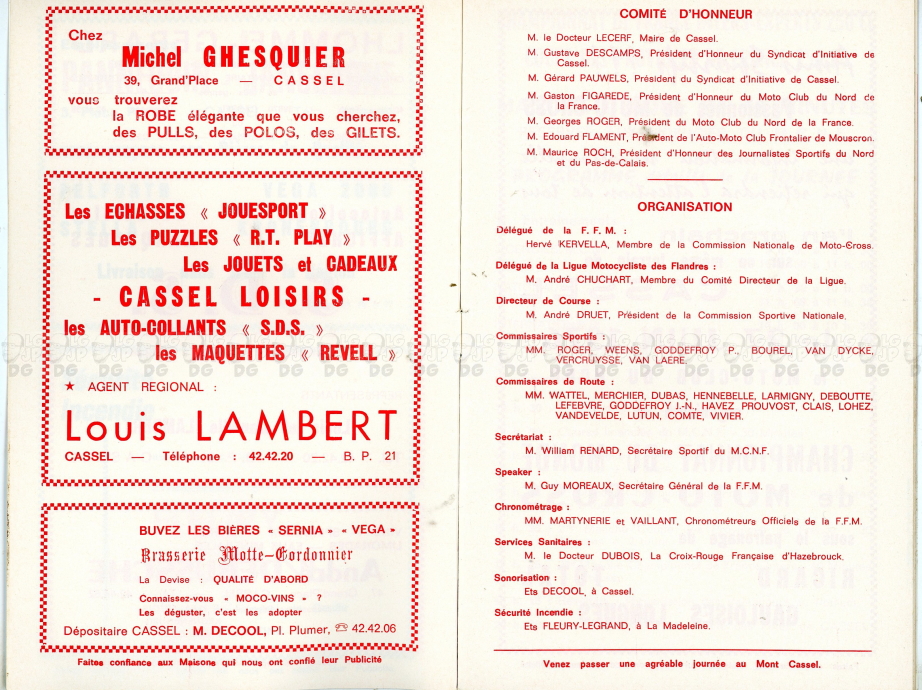 Chez
Michel GHESQUIER
39, Grand'Place — CASSEL
vous trouverez
la ROBE élégante que vous cherchez,
des PULLS, des POLOS, des GILETS.
Les ECHASSES « JOUESPORT »
Les PUZZLES « R.T. PLAY »
Les JOUETS et CADEAUX
- CASSEL LOISIRS -
les AUTO-COLLANTS « S.D.S. »
les MAQUETTES « REVELL »
★ AGENT REGIONAL :
Louis LAMBERT
CASSEL — Téléphone : 42.42.20 — B. P. 21
BUVEZ LES BIÈRES « SERNIA » « VEGA »
Brasserie Motte-Cordonnier
La Devise : QUALITÉ D'ABORD
Connaissez-vous « MOCO-VINS » ?
Les déguster, c'est les adopter
Dépositaire CASSEL : M. DECOOL, Pl. Plumer, ☏ 42.42.06
Faites confiance aux Maisons qui nous ont confié leur Publicité
COMITÉ D'HONNEUR
M. le Docteur LECERF, Maire de Cassel.
M. Gustave DESCAMPS, Président d'Honneur du Syndicat d'Initiative de
Cassel.
M. Gérard PAUWELS, Président du Syndicat d'Initiative de Cassel.
M. Gaston FIGAREDE, Président d'Honneur du Moto Club du Nord de
la France.
M. Georges ROGER, Président du Moto Club du Nord de la France.
M. Edouard FLAMENT, Président de l'Auto-Moto Club Frontalier de Mouscron.
M. Maurice ROCH, Président d'Honneur des Journalistes Sportifs du Nord
et du Pas-de-Calais.
ORGANISATION
Délégué de la F. F. M. :
Hervé KERVELLA, Membre de la Commission Nationale de Moto-Cross.
Délégué de la Ligue Motocycliste des Flandres :
M. André CHUCHART, Membre du Comité Directeur de la Ligue.
Directeur de Course :
M. André DRUET, Président de la Commission Sportive Nationale.
Commissaires Sportifs :
MM. ROGER, WEENS, GODDEFROY P., BOUREL, VAN DYCKE,
VERCRUYSSE, VAN LAERE.
Commissaires de Route :
MM. WATTEL, MERCHIER, DUBAS, HENNEBELLE, LARMIGNY, DEBOUTTE,
LEFEBVRE, GODDEFROY J.-N., HAVEZ PROUVOST, CLAIS, LOHEZ,
VANDEVELDE, LUTUN, COMTE, VIVIER.
Secrétariat :
M. William RENARD, Secrétaire Sportif du M.C.N.F.
Speaker :
M. Guy MOREAUX, Secrétaire Général de la F.F.M.
Chronométrage :
MM. MARTYNERIE et VAILLANT, Chronométreurs Officiels de la F.F.M.
Services Sanitaires :
M. le Docteur DUBOIS, La Croix-Rouge Française d'Hazebrouck.
Sonorisation :
Ets DECOOL, à Cassel.
Sécurité Incendie :
Ets FLEURY-LEGRAND, à La Madeleine.
Venez passer une agréable journée au Mont Cassel.